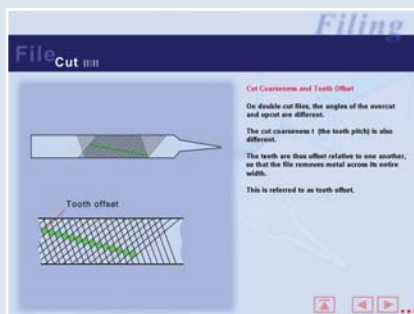 Filing
File Cut
Cut Coarseness and Tooth Offset
On double cut files, the angles of the overcut
and upcut are different.
The cut coarseness t (the tooth pitch) is also
different.
The teeth are thus offset relative to one another,
so that the file removes metal across its entire
width.
This is referred to as tooth offset.
Tooth offset